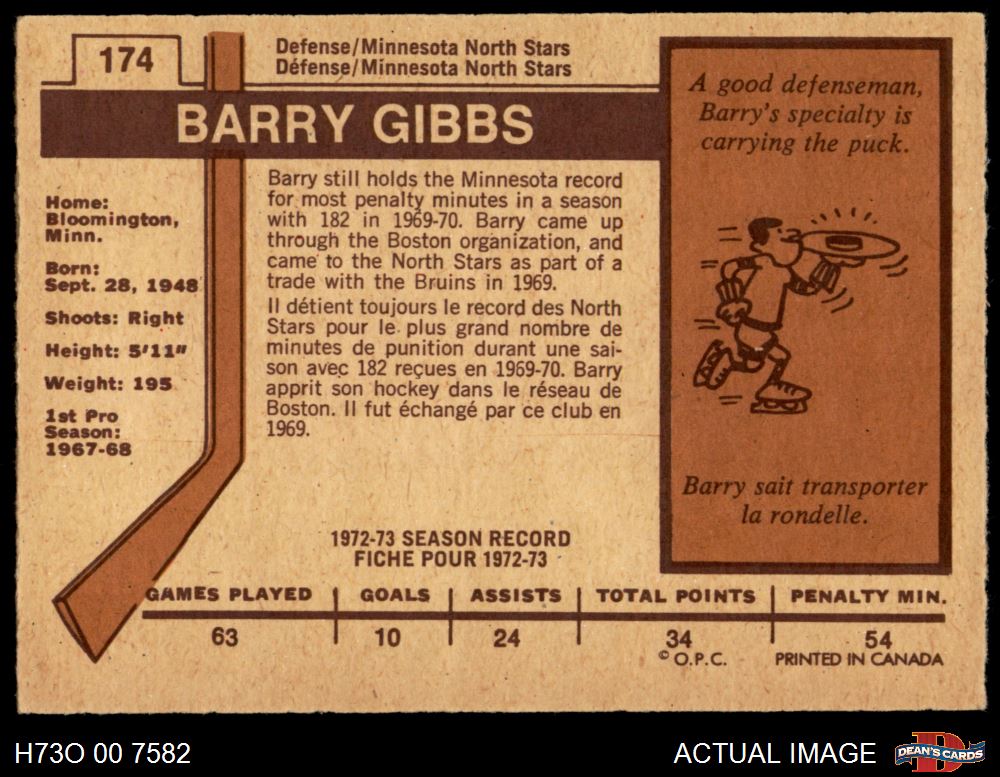 174
Defense/Minnesota North Stars
Défense/Minnesota North Stars
BARRY GIBBS
Home:
Bloomington,
Minn.
Born:
Sept. 28, 1948
Shoots: Right
Height: 5'11"
Weight: 195
1st Pro
Season:
1967-68
Barry still holds the Minnesota record
for most penalty minutes in a season
with 182 in 1969-70. Barry came up
through the Boston organization, and
came to the North Stars as part of a
trade with the Bruins in 1969.
Il détient toujours le record des North
Stars pour le plus grand nombre de
minutes de punition durant une sai-
son avec 182 reçues en 1969-70. Barry
apprit son hockey dans le réseau de
Boston. Il fut échangé par ce club en
1969.
A good defenseman,
Barry's specialty is
carrying the puck.
Barry sait transporter
la rondelle.
1972-73 SEASON RECORD
FICHE POUR 1972-73
GAMES PLAYED GOALS ASSISTS TOTAL POINTS PENALTY MIN.
63 10 24 34 54
© O.P.C. PRINTED IN CANADA
H73O 00 7582
ACTUAL IMAGE
D
DEAN'S CARDS